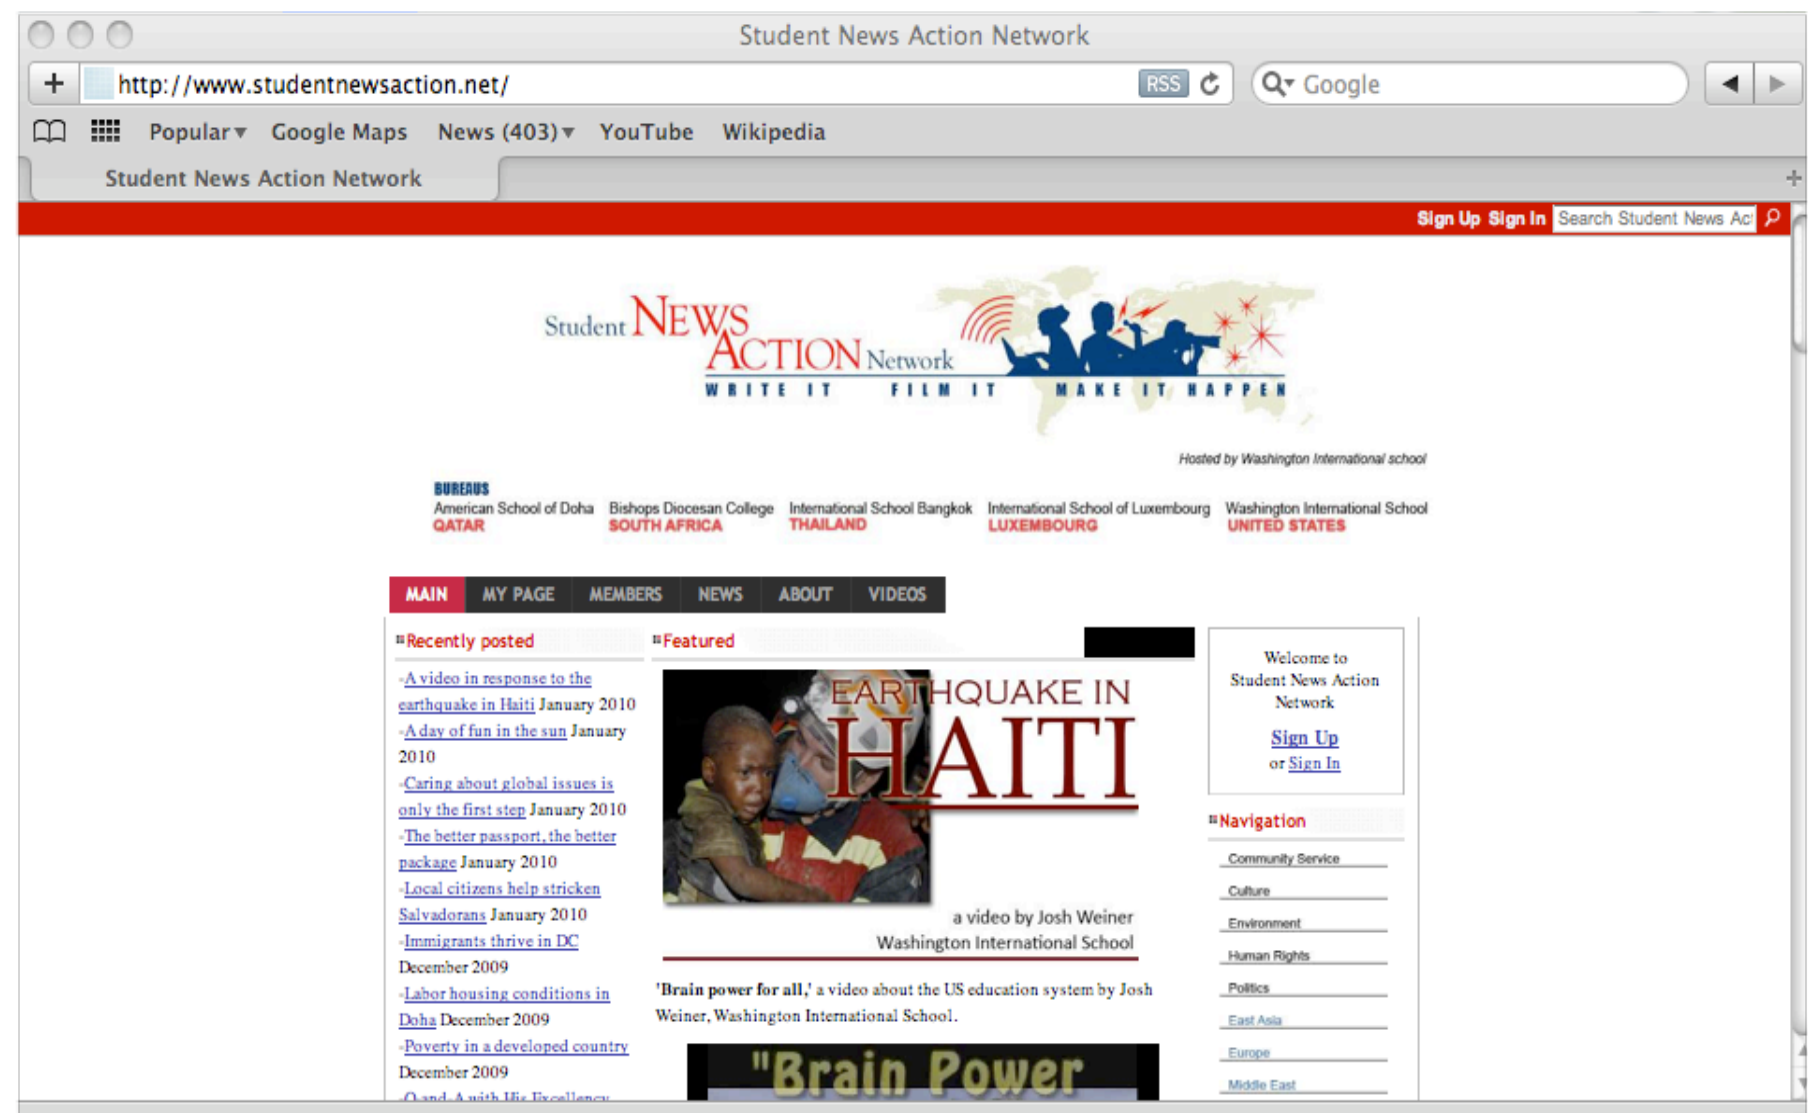 Student News Action Network
http://www.studentnewsaction.net/
RSS
Google
Popular
Google Maps
News (403)
YouTube
Wikipedia
Student News Action Network
Sign Up Sign In
Search Student News Ac
Student NEWS
ACTION Network
WRITE IT FILM IT MAKE IT HAPPEN
Hosted by Washington International school
BUREAUS
American School of Doha
QATAR
Bishops Diocesan College
SOUTH AFRICA
International School Bangkok
THAILAND
International School of Luxembourg
LUXEMBOURG
Washington International School
UNITED STATES
MAIN
MY PAGE
MEMBERS
NEWS
ABOUT
VIDEOS
Recently posted
-A video in response to the
earthquake in Haiti January 2010
-A day of fun in the sun January
2010
-Caring about global issues is
only the first step January 2010
-The better passport, the better
package January 2010
-Local citizens help stricken
Salvadorans January 2010
-Immigrants thrive in DC
December 2009
-Labor housing conditions in
Doha December 2009
-Poverty in a developed country
December 2009
-Q-and-A with His Excellency
Featured
EARTHQUAKE IN
HAITI
a video by Josh Weiner
Washington International School
'Brain power for all,' a video about the US education system by Josh
Weiner, Washington International School.
"Brain Power
Welcome to
Student News Action
Network
Sign Up
or Sign In
Navigation
Community Service
Culture
Environment
Human Rights
Politics
East Asia
Europe
Middle East